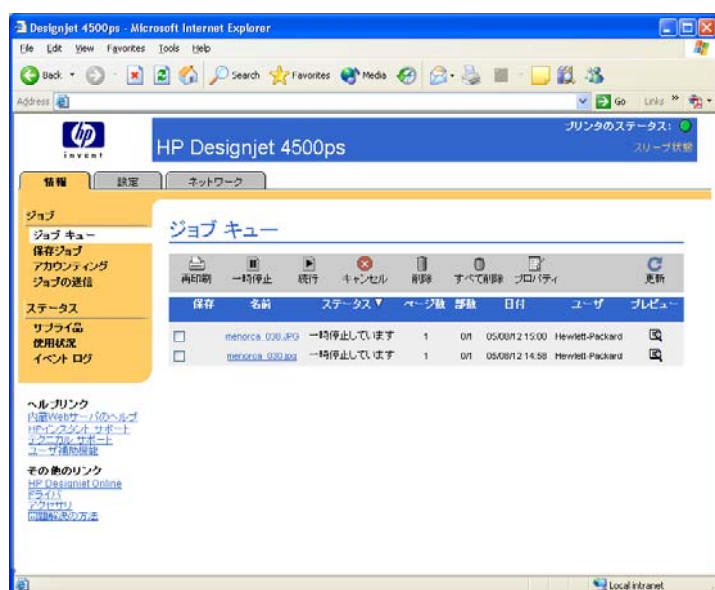 Designjet 4500ps - Microsoft Internet Explorer
File Edit View Favorites Tools Help
Back Search Favorites Media
Address Go Links
hp
invent
HP Designjet 4500ps
プリンタのステータス:
スリープ状態
情報 設定 ネットワーク
ジョブ
ジョブ キュー
保存ジョブ
アカウンティング
ジョブの送信
ステータス
サプライ品
使用状況
イベント ログ
ヘルプリンク
内蔵Webサーバのヘルプ
HPインスタント サポート
テクニカル サポート
ユーザ補助機能
その他のリンク
HP Designjet Online
ドライバ
アクセサリ
問題解決の方法
ジョブ キュー
再印刷 一時停止 続行 キャンセル 削除 すべて削除 プロパティ 更新
保存 名前 ステータス ページ数 部数 日付 ユーザ プレビュー
menorca_030.JPG 一時停止しています 1 0/1 05/08/12 15:00 Hewlett-Packard
menorca_030.jpg 一時停止しています 1 0/1 05/08/12 14:58 Hewlett-Packard
Local intranet